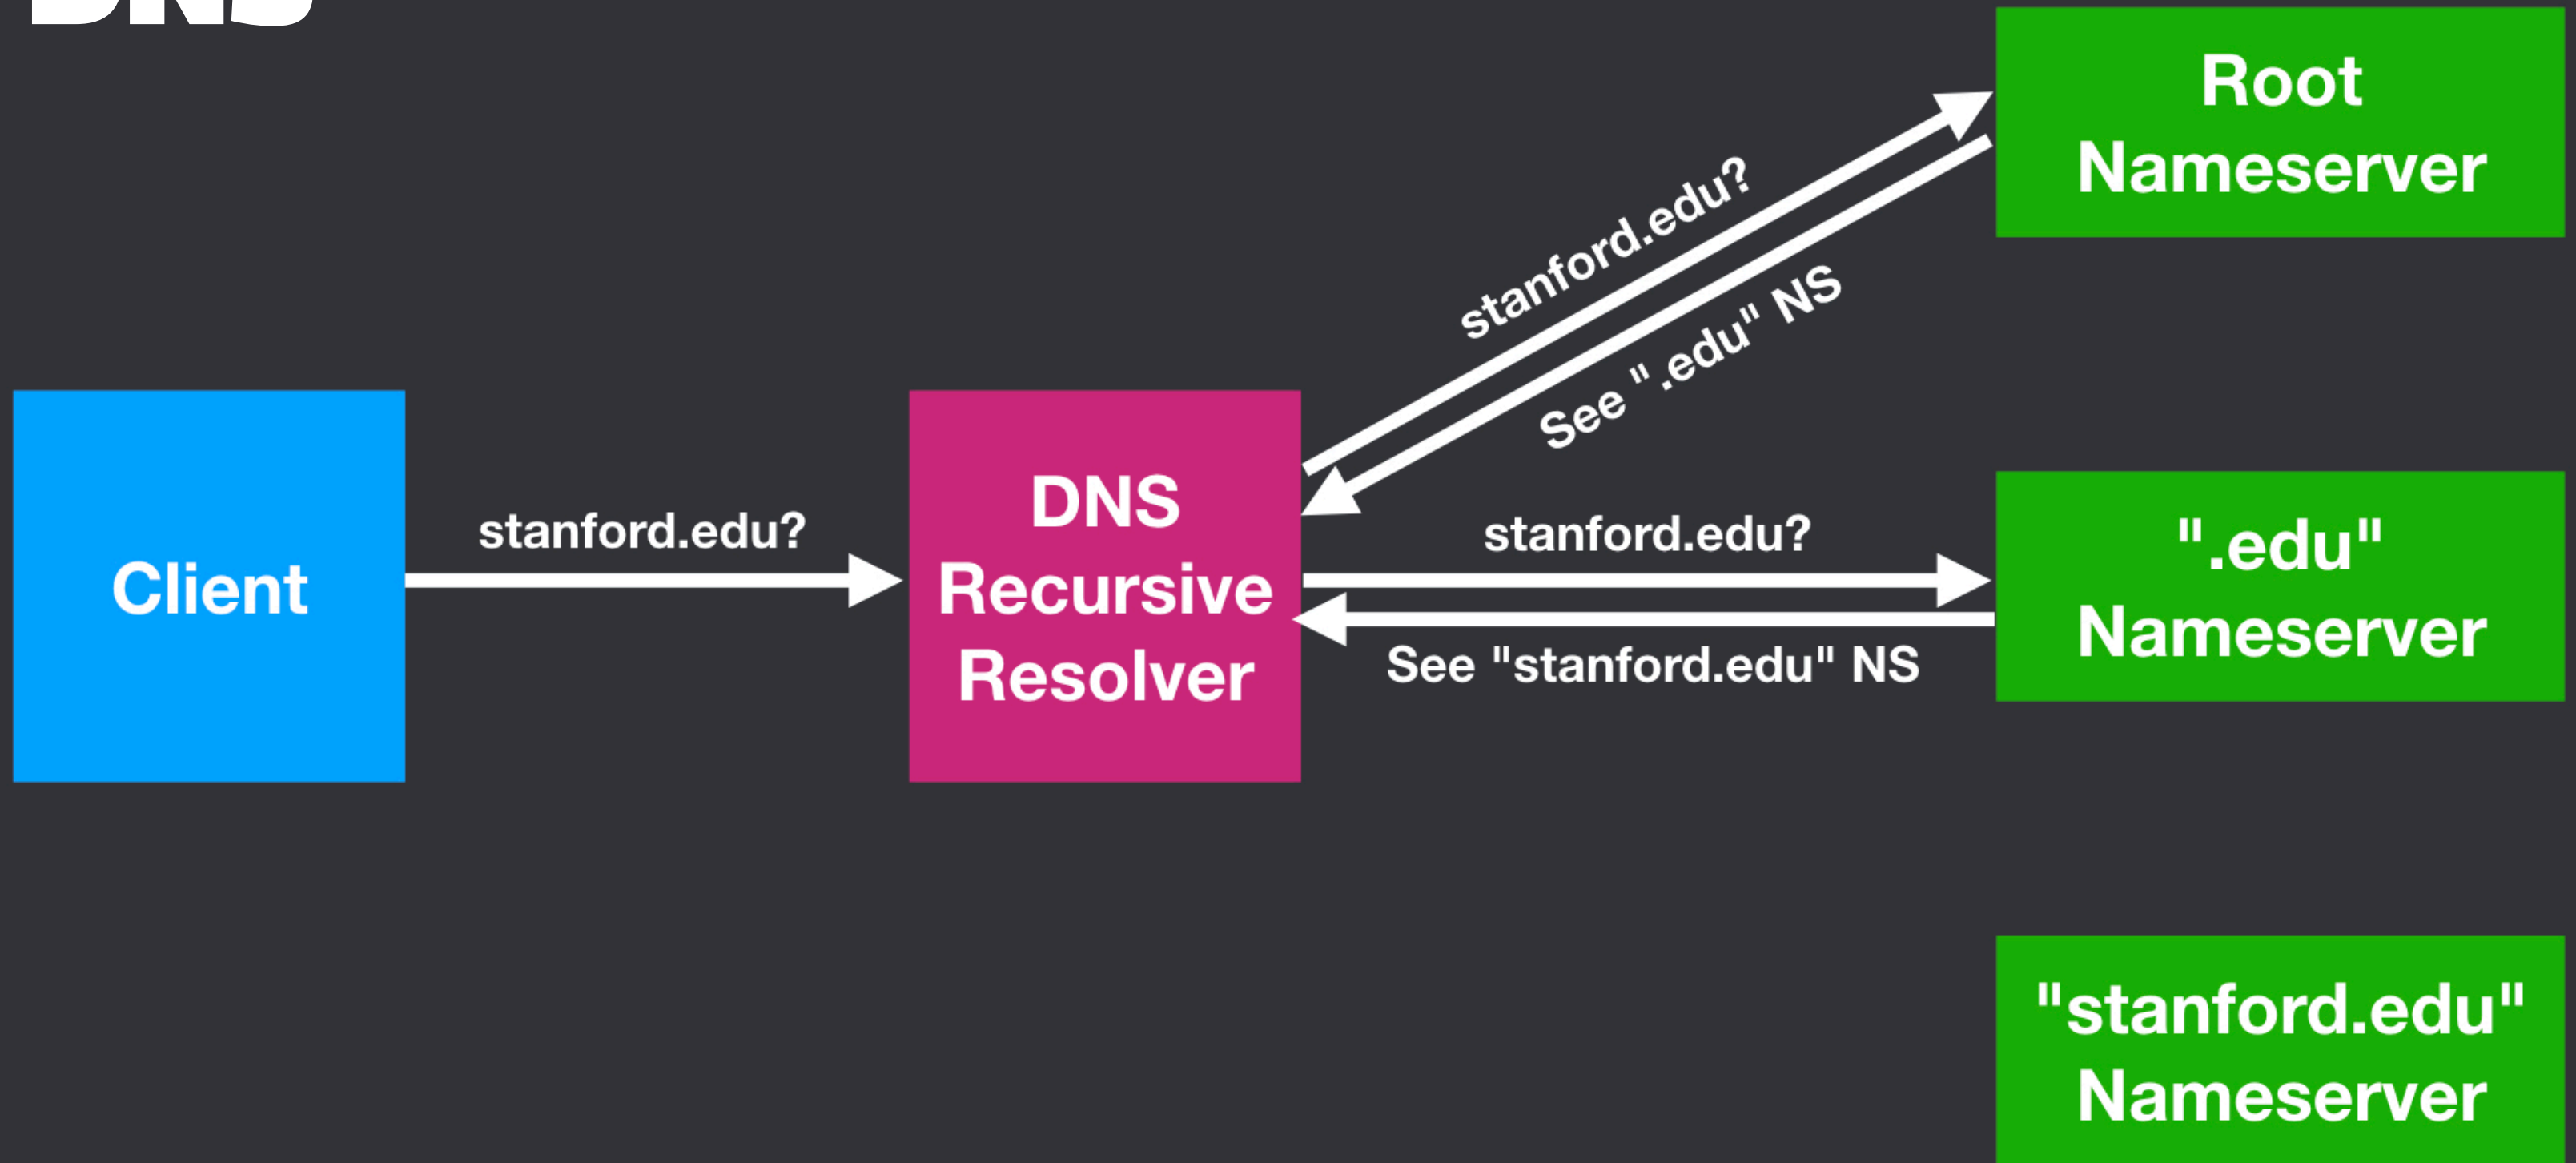 DNS
Client
stanford.edu?
DNS
Recursive
Resolver
stanford.edu?
See ".edu" NS
stanford.edu?
See "stanford.edu" NS
Root
Nameserver
".edu"
Nameserver
"stanford.edu"
Nameserver